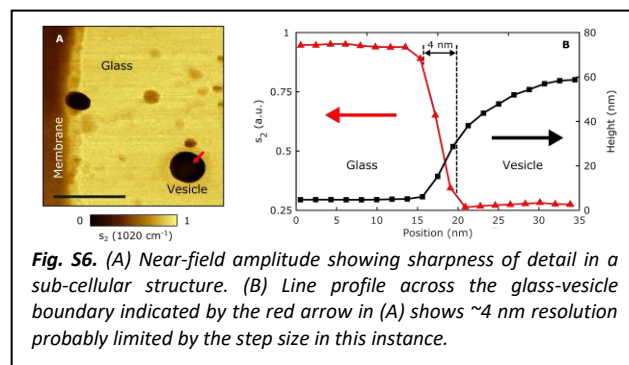 A
Glass
Membrane
Vesicle
0
1
s₂ (1020 cm⁻¹)
B
4 nm
1
0.75
0.5
0.25
s₂ (a.u.)
80
60
40
20
0
Height (nm)
Glass
Vesicle
0
5
10
15
20
25
30
35
Position (nm)
Fig. S6. (A) Near-field amplitude showing sharpness of detail in a
sub-cellular structure. (B) Line profile across the glass-vesicle
boundary indicated by the red arrow in (A) shows ~4 nm resolution
probably limited by the step size in this instance.